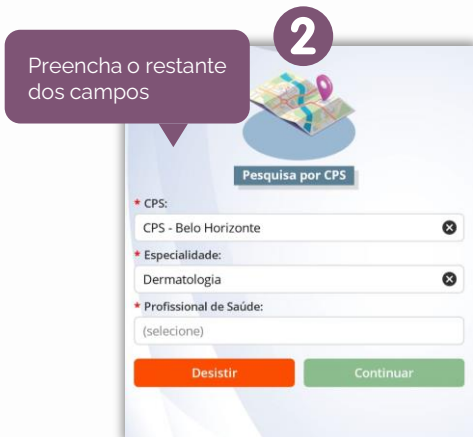 2
Preencha o restante
dos campos
Pesquisa por CPS
* CPS:
CPS - Belo Horizonte
* Especialidade:
Dermatologia
* Profissional de Saúde:
(selecione)
Desistir
Continuar